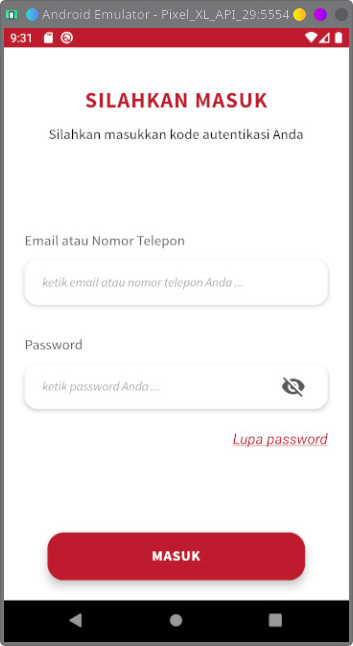 Android Emulator - Pixel_XL_API_29:5554
9:31
SILAHKAN MASUK
Silahkan masukkan kode autentikasi Anda
Email atau Nomor Telepon
ketik email atau nomor telepon Anda ...
Password
ketik password Anda ...
Lupa password
MASUK